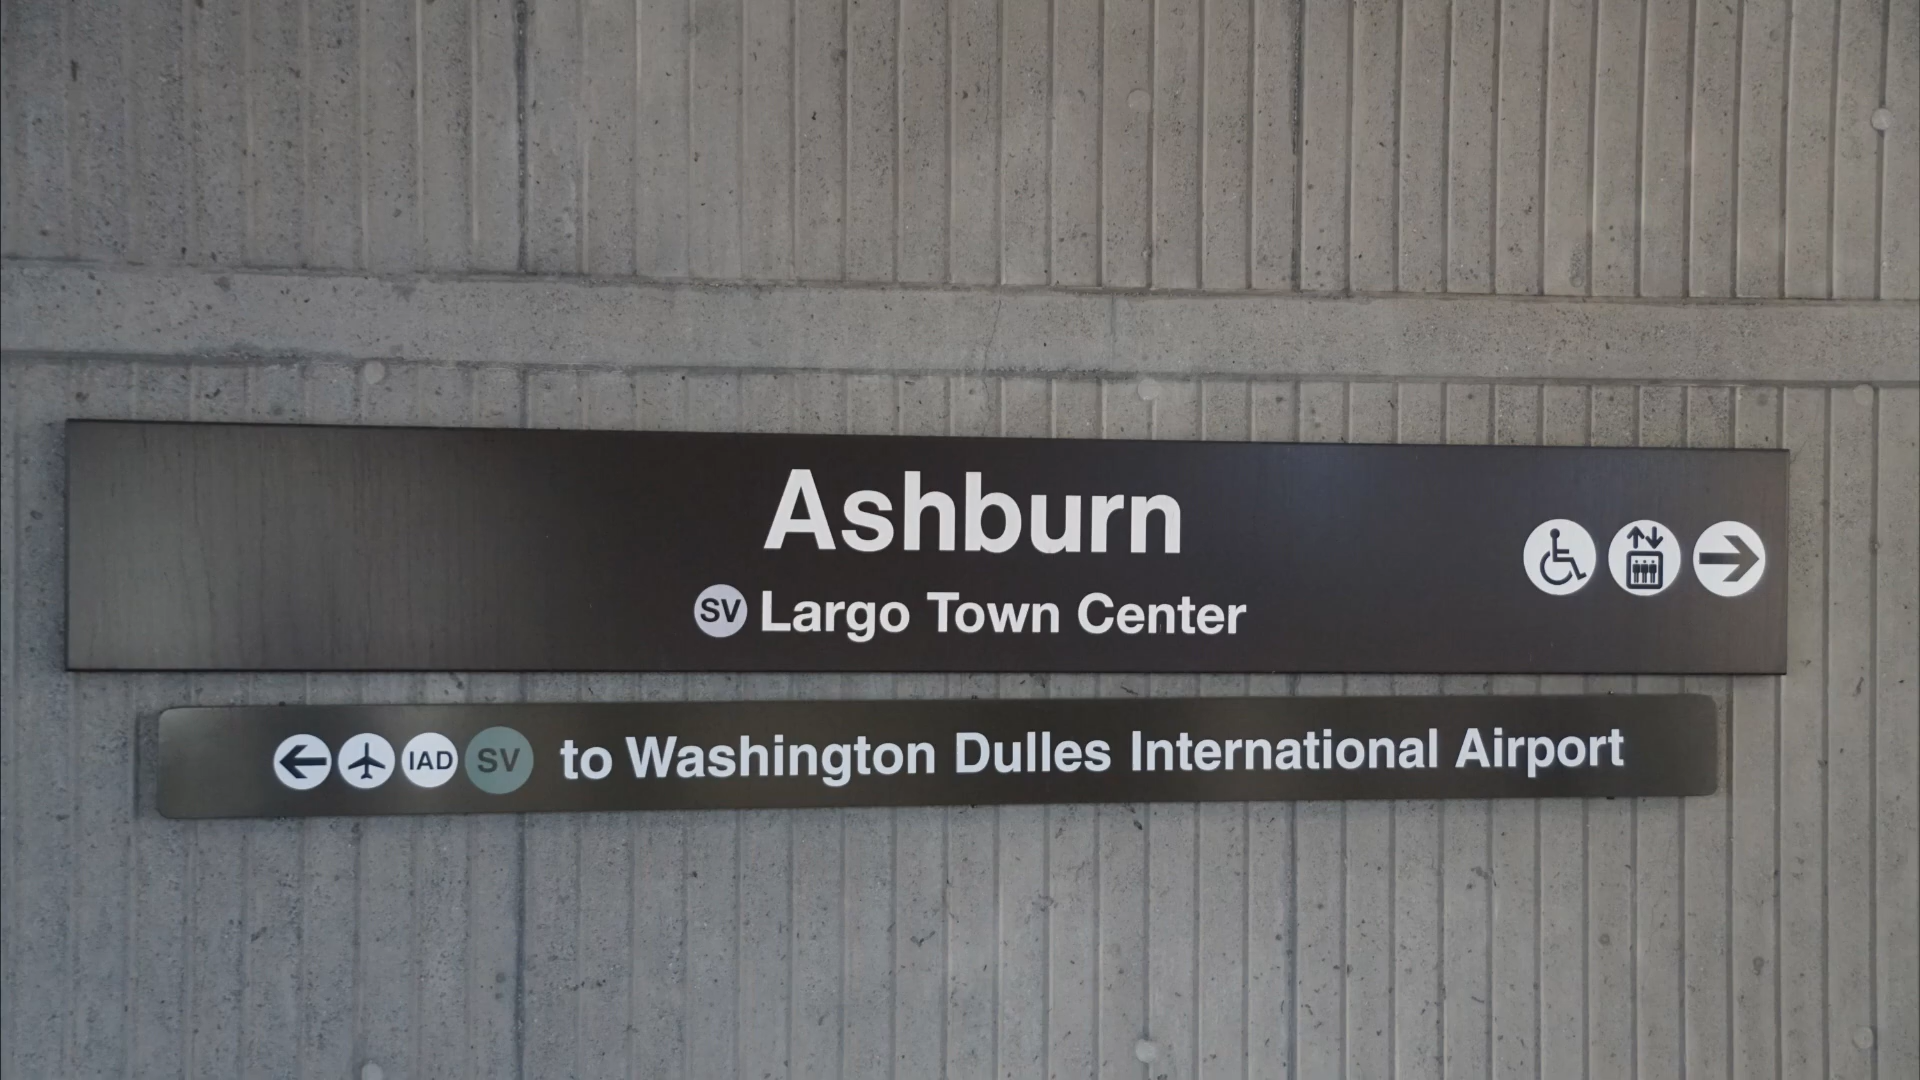 Ashburn
SV Largo Town Center
IAD SV to Washington Dulles International Airport